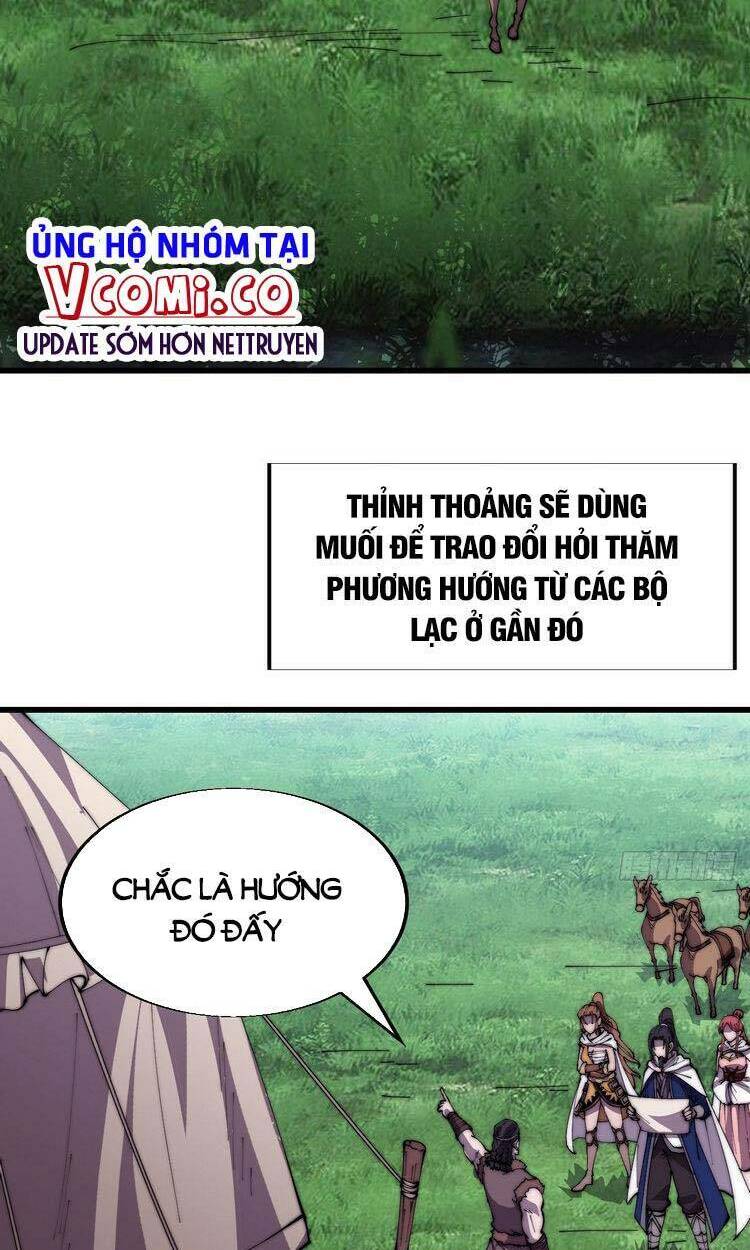 ỦNG HỘ NHÓM TẠI
VCOMI.CO
UPDATE SỚM HƠN NETTRUYEN
THỈNH THOẢNG SẼ DÙNG
MUỐI ĐỂ TRAO ĐỔI HỎI THĂM
PHƯƠNG HƯỚNG TỪ CÁC BỘ
LẠC Ở GẦN ĐÓ
CHẮC LÀ HƯỚNG
ĐÓ ĐẤY